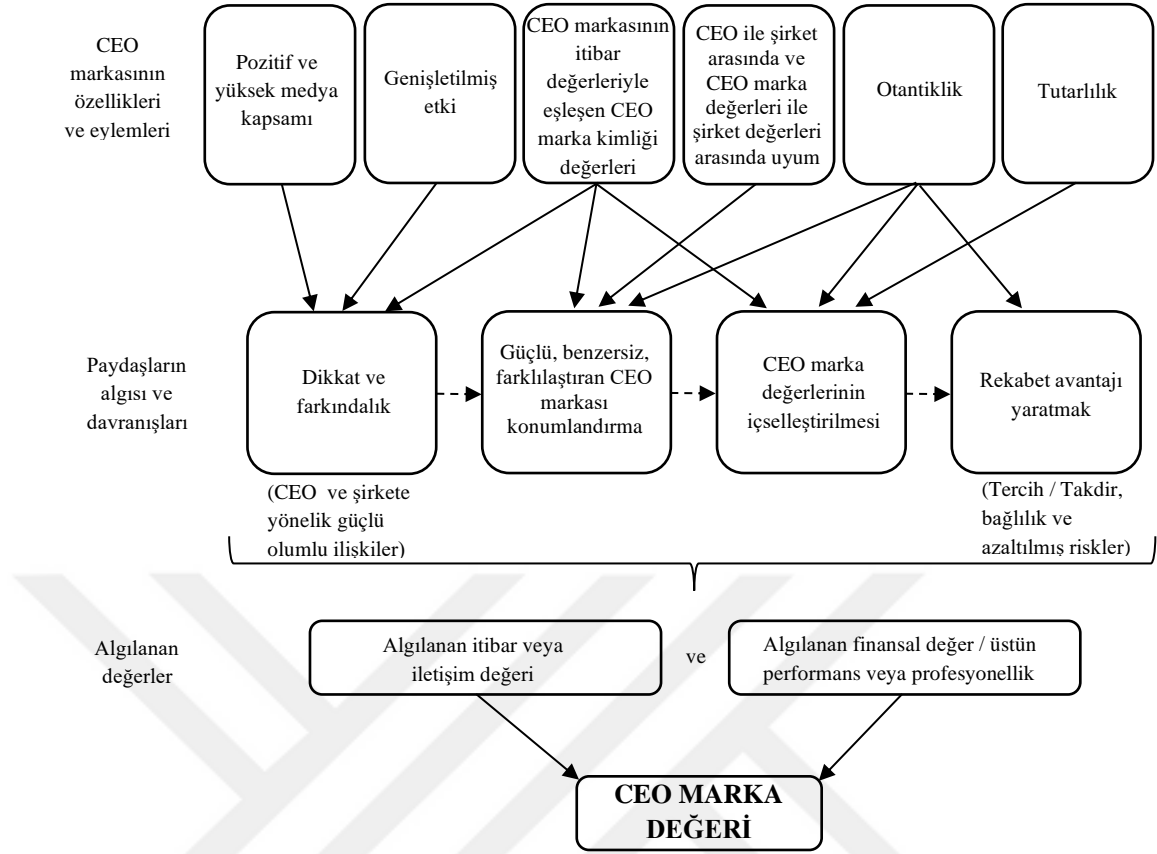 CEO
markasının
özellikleri
ve eylemleri
Pozitif ve
yüksek medya
kapsamı
Genişletilmiş
etki
CEO markasının
itibar
değerleriyle
eşleşen CEO
marka kimliği
değerleri
CEO ile şirket
arasında ve
CEO marka
değerleri ile
şirket değerleri
arasında uyum
Otantiklik
Tutarlılık
Paydaşların
algısı ve
davranışları
Dikkat ve
farkındalık
Güçlü, benzersiz,
farklılaştıran CEO
markası
konumlandırma
CEO marka
değerlerinin
içselleştirilmesi
Rekabet avantajı
yaratmak
(CEO ve şirkete
yönelik güçlü
olumlu ilişkiler)
(Tercih / Takdir,
bağlılık ve
azaltılmış riskler)
Algılanan
değerler
Algılanan itibar veya
iletişim değeri
ve
Algılanan finansal değer / üstün
performans veya profesyonellik
CEO MARKA
DEĞERİ